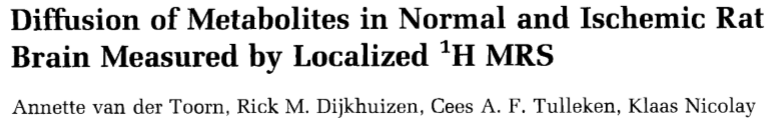 Diffusion of Metabolites in Normal and Ischemic Rat
Brain Measured by Localized ¹H MRS
Annette van der Toorn, Rick M. Dijkhuizen, Cees A. F. Tulleken, Klaas Nicolay